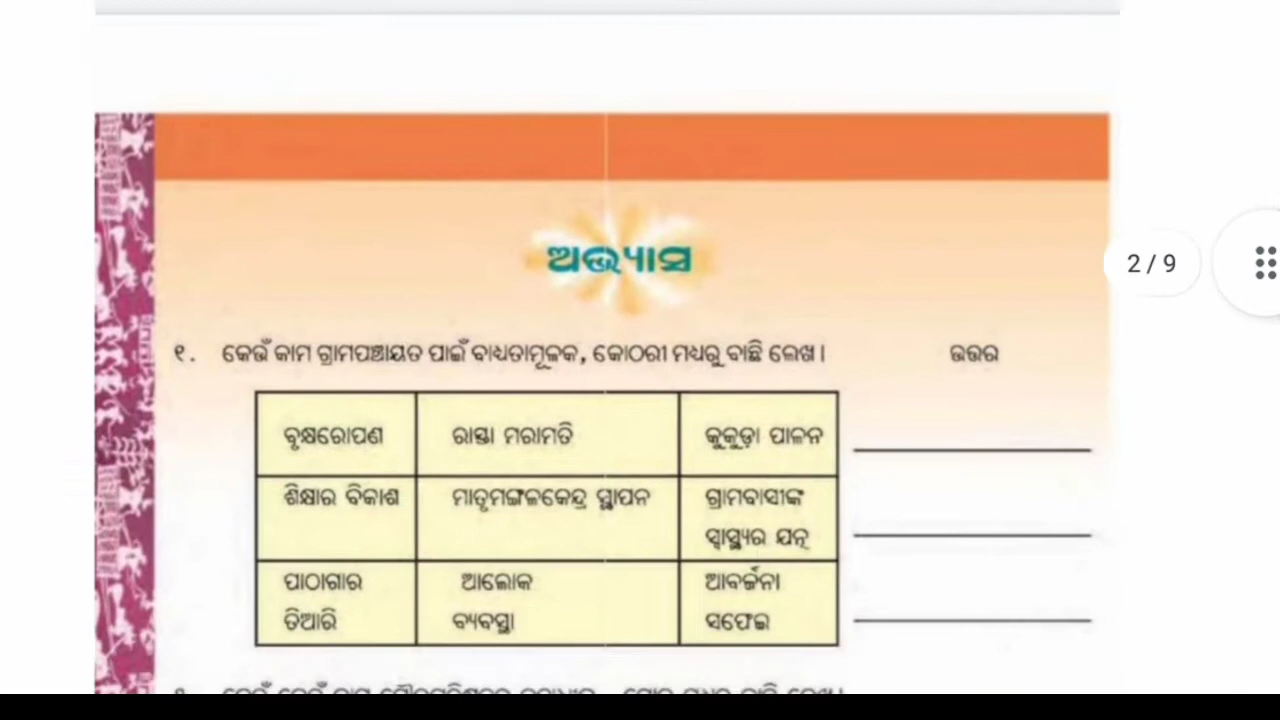 2 / 9
ଅଭ୍ୟାସ
୧. କେଉଁ କାମ ଗ୍ରାମପଞ୍ଚାୟତ ପାଇଁ ବାଧ୍ୟତାମୂଳକ, କୋଠରୀ ମଧ୍ୟରୁ ବାଛି ଲେଖ। ଉତ୍ତର
ବୃକ୍ଷରୋପଣ ରାସ୍ତା ମରାମତି କୁକୁଡ଼ା ପାଳନ
ଶିକ୍ଷାର ବିକାଶ ମାତୃମଙ୍ଗଳକେନ୍ଦ୍ର ସ୍ଥାପନ ଗ୍ରାମବାସୀଙ୍କ
ସ୍ୱାସ୍ଥ୍ୟର ଯତ୍ନ
ପାଠାଗାର ଆଲୋକ ଆବର୍ଜନା
ତିଆରି ବ୍ୟବସ୍ଥା ସଫେଇ